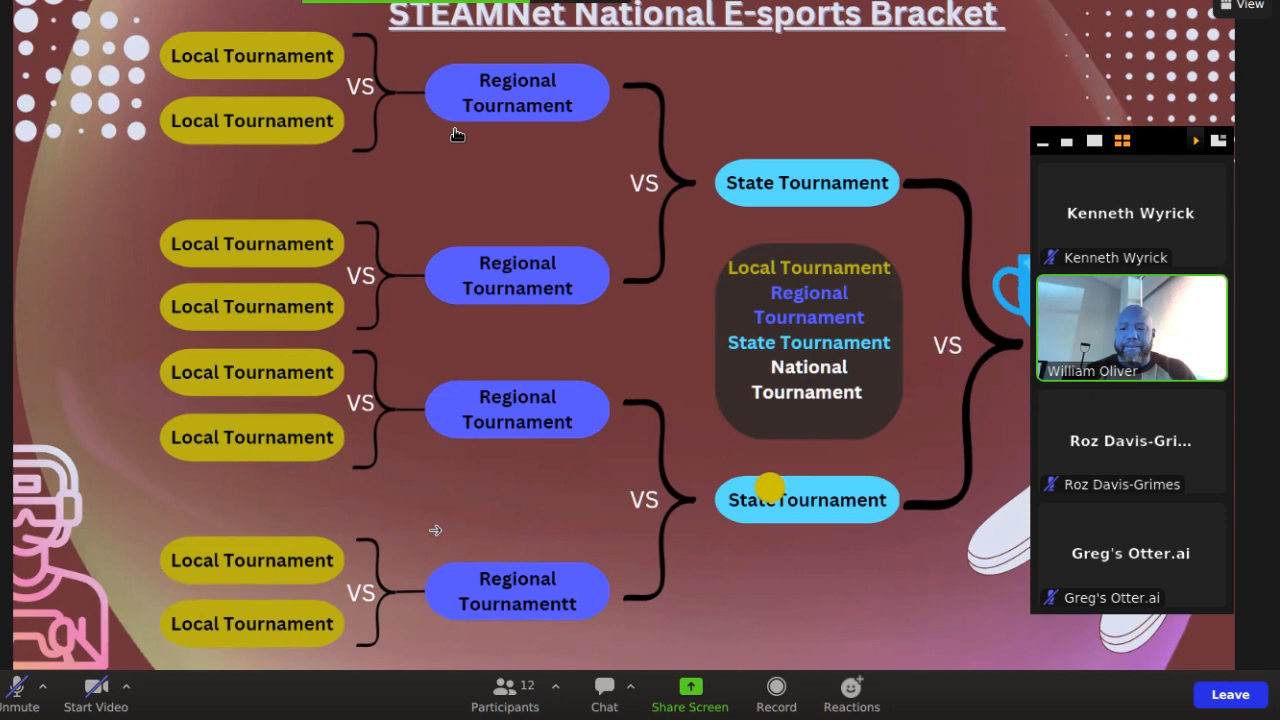 STEAMNet National E-sports Bracket
View
Local Tournament
VS
Local Tournament
Regional
Tournament
VS
State Tournament
Local Tournament
VS
Local Tournament
Regional
Tournament
Local Tournament
VS
Local Tournament
Regional
Tournament
VS
State Tournament
Local Tournament
VS
Local Tournament
Regional
Tournamentt
Local Tournament
Regional
Tournament
State Tournament
National
Tournament
VS
Kenneth Wyrick
Kenneth Wyrick
William Oliver
Roz Davis-Gri...
Roz Davis-Grimes
Greg's Otter.ai
Greg's Otter.ai
Unmute
Start Video
12
Participants
Chat
Share Screen
Record
Reactions
Leave